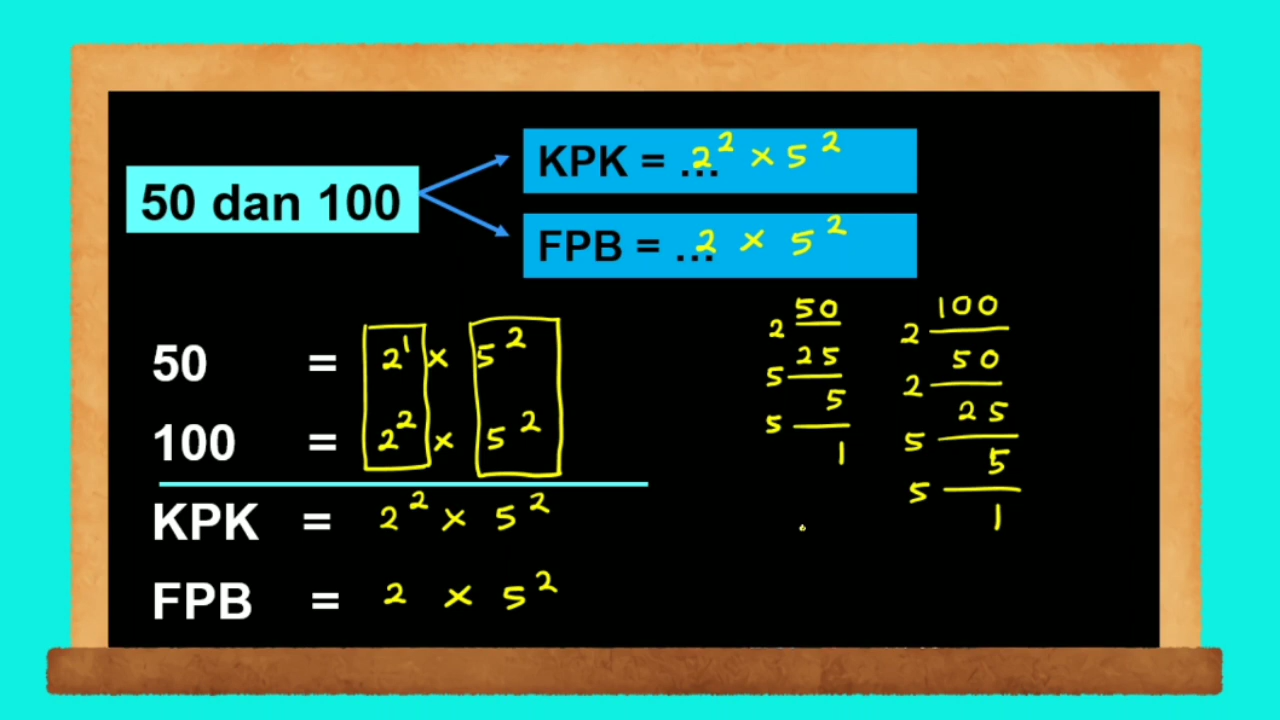 50 dan 100
KPK = ... 2² × 5²
FPB = ... 2 × 5²
50 = 2¹ × 5²
100 = 2² × 5²
KPK = 2² × 5²
FPB = 2 × 5²
50
2
25
5
5
5
1
100
2
50
2
25
5
5
5
1